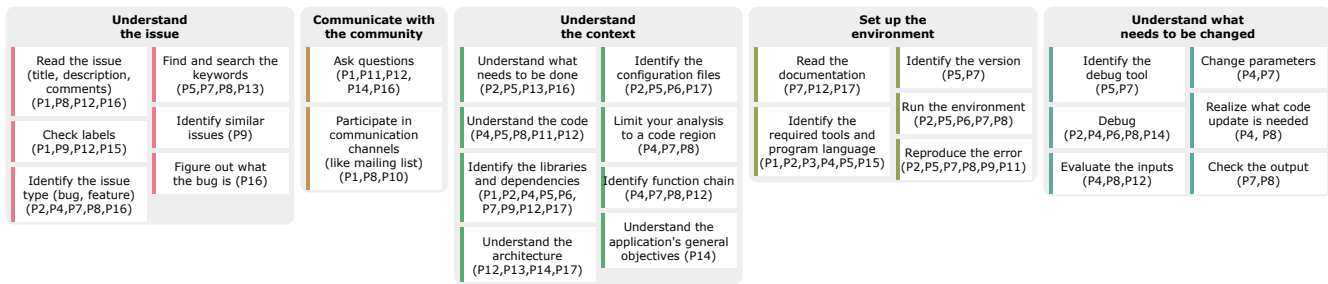 Understand
the issue
Read the issue
(title, description,
comments)
(P1,P8,P12,P16)
Check labels
(P1,P9,P12,P15)
Identify the issue
type (bug, feature)
(P2,P4,P7,P8,P16)
Find and search the
keywords
(P5,P7,P8,P13)
Identify similar
issues (P9)
Figure out what
the bug is (P16)
Communicate with
the community
Ask questions
(P1,P11,P12,
P14,P16)
Participate in
communication
channels
(like mailing list)
(P1,P8,P10)
Understand
the context
Understand what
needs to be done
(P2,P5,P13,P16)
Understand the code
(P4,P5,P8,P11,P12)
Identify the libraries
and dependencies
(P1,P2,P4,P5,P6,
P7,P9,P12,P17)
Understand the
architecture
(P12,P13,P14,P17)
Identify the
configuration files
(P2,P5,P6,P17)
Limit your analysis
to a code region
(P4,P7,P8)
Identify function chain
(P4,P7,P8,P12)
Understand the
application's general
objectives (P14)
Set up the
environment
Read the
documentation
(P7,P12,P17)
Identify the
required tools and
program language
(P1,P2,P3,P4,P5,P15)
Identify the version
(P5,P7)
Run the environment
(P2,P5,P6,P7,P8)
Reproduce the error
(P2,P5,P7,P8,P9,P11)
Understand what
needs to be changed
Identify the
debug tool
(P5,P7)
Debug
(P2,P4,P6,P8,P14)
Evaluate the inputs
(P4,P8,P12)
Change parameters
(P4,P7)
Realize what code
update is needed
(P4, P8)
Check the output
(P7,P8)